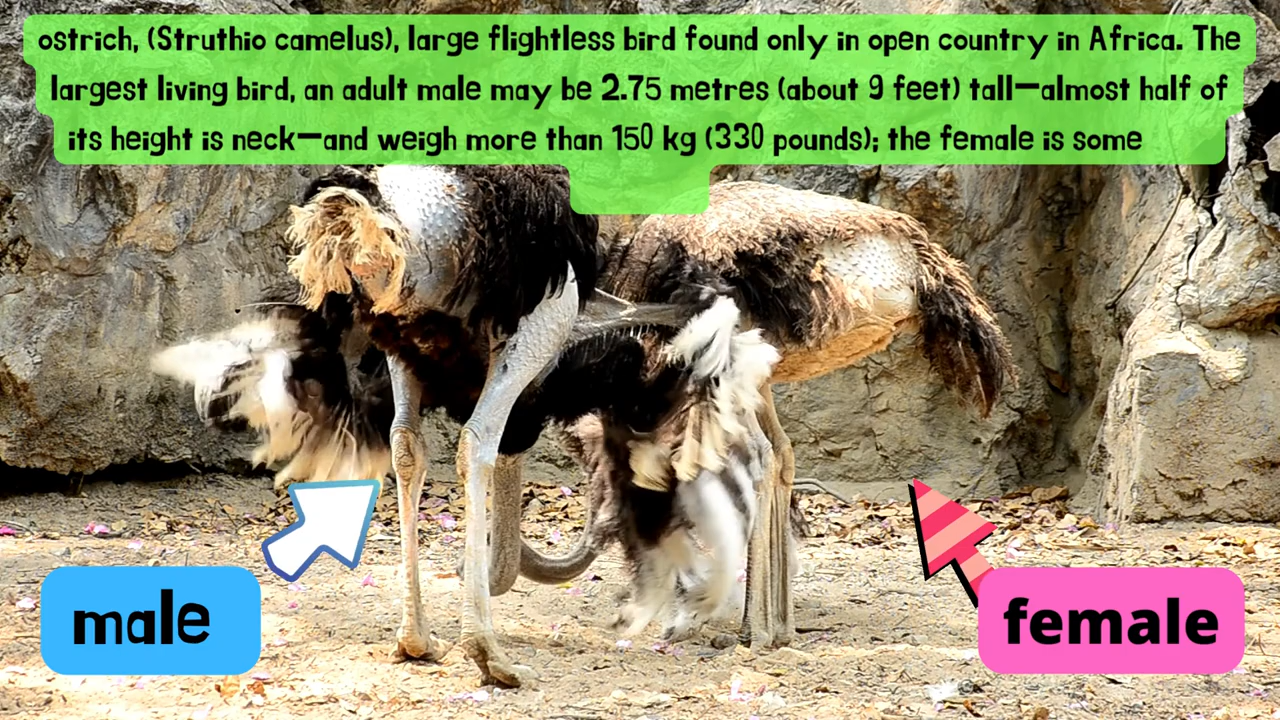 ostrich, (Struthio camelus), large flightless bird found only in open country in Africa. The
largest living bird, an adult male may be 2.75 metres (about 9 feet) tall—almost half of
its height is neck—and weigh more than 150 kg (330 pounds); the female is some
male
female